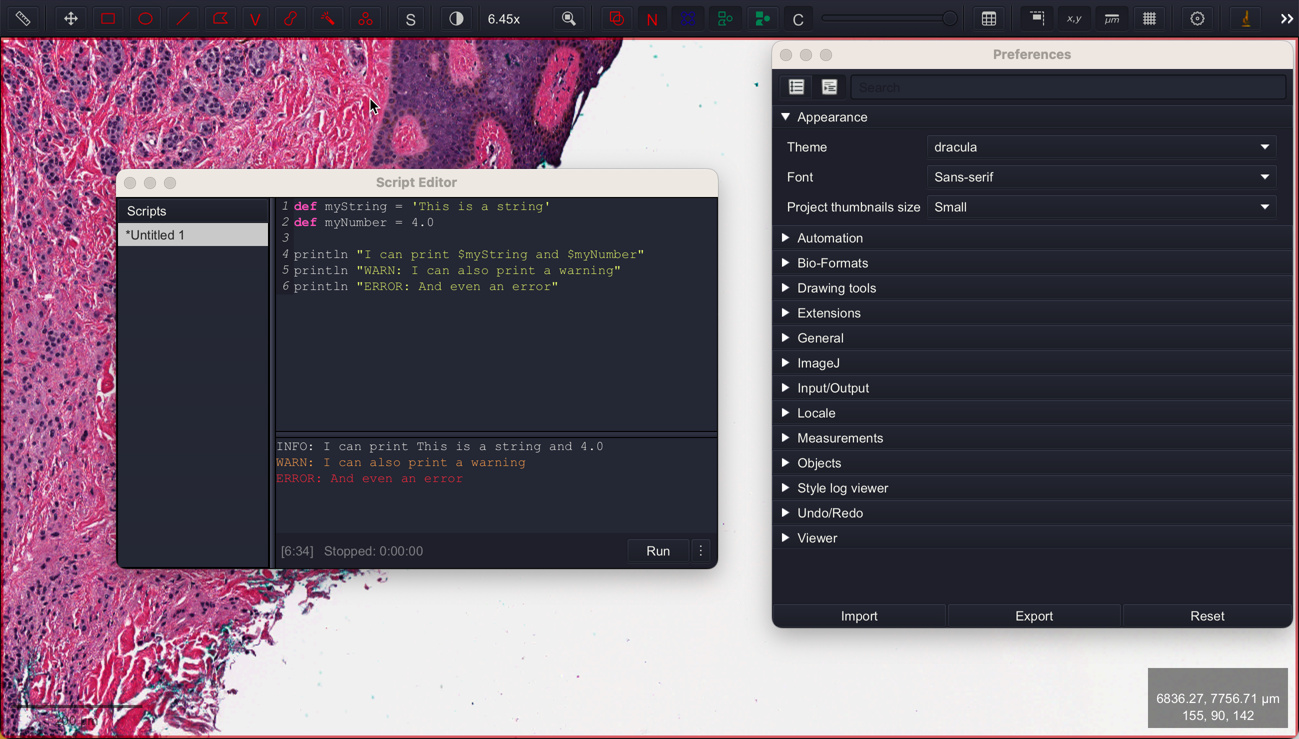 S
6.45x
N
C
x,y
µm
Preferences
Search
Appearance
Theme
dracula
Font
Sans-serif
Project thumbnails size
Small
Automation
Bio-Formats
Drawing tools
Extensions
General
ImageJ
Input/Output
Locale
Measurements
Objects
Style log viewer
Undo/Redo
Viewer
Import
Export
Reset
Script Editor
Scripts
*Untitled 1
1 def myString = 'This is a string'
2 def myNumber = 4.0
3
4 println "I can print $myString and $myNumber"
5 println "WARN: I can also print a warning"
6 println "ERROR: And even an error"
INFO: I can print This is a string and 4.0
WARN: I can also print a warning
ERROR: And even an error
[6:34] Stopped: 0:00:00
Run
6836.27, 7756.71 µm
155, 90, 142